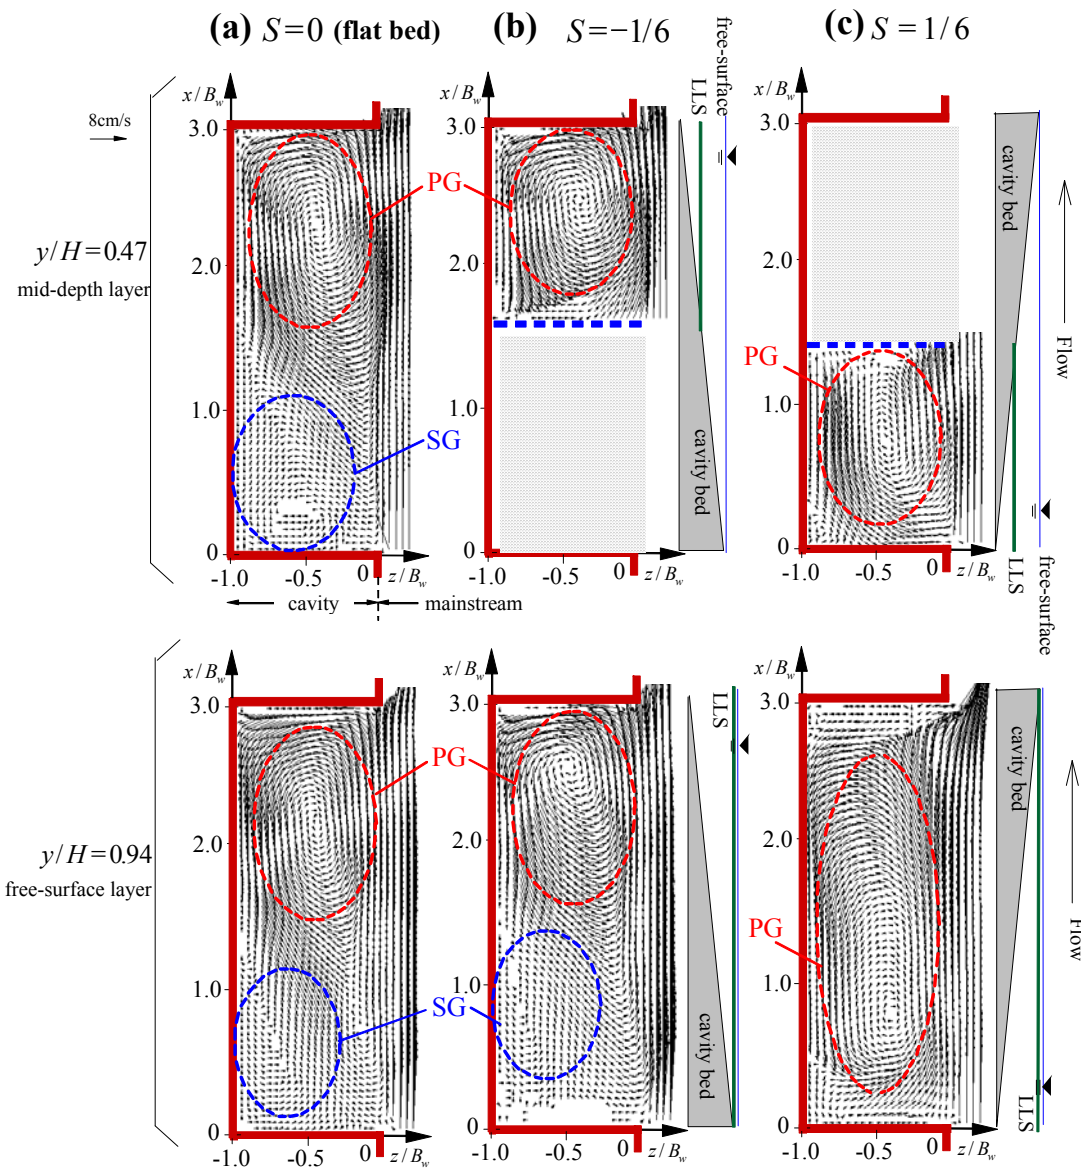 (a) S=0 (flat bed)
(b) S=−1/6
(c) S = 1/6
8cm/s
y/H=0.47
mid-depth layer
x/B_w
3.0
2.0
1.0
0
-1.0
-0.5
0
z/B_w
cavity
mainstream
PG
SG
x/B_w
3.0
2.0
1.0
0
-1.0
-0.5
0
z/B_w
cavity bed
LLS
free-surface
x/B_w
3.0
2.0
1.0
0
-1.0
-0.5
0
z/B_w
PG
cavity bed
LLS
free-surface
Flow
y/H=0.94
free-surface layer
x/B_w
3.0
2.0
1.0
0
-1.0
-0.5
0
z/B_w
PG
SG
x/B_w
3.0
2.0
1.0
0
-1.0
-0.5
0
z/B_w
cavity bed
LLS
x/B_w
3.0
2.0
1.0
0
-1.0
-0.5
0
z/B_w
PG
cavity bed
LLS
Flow